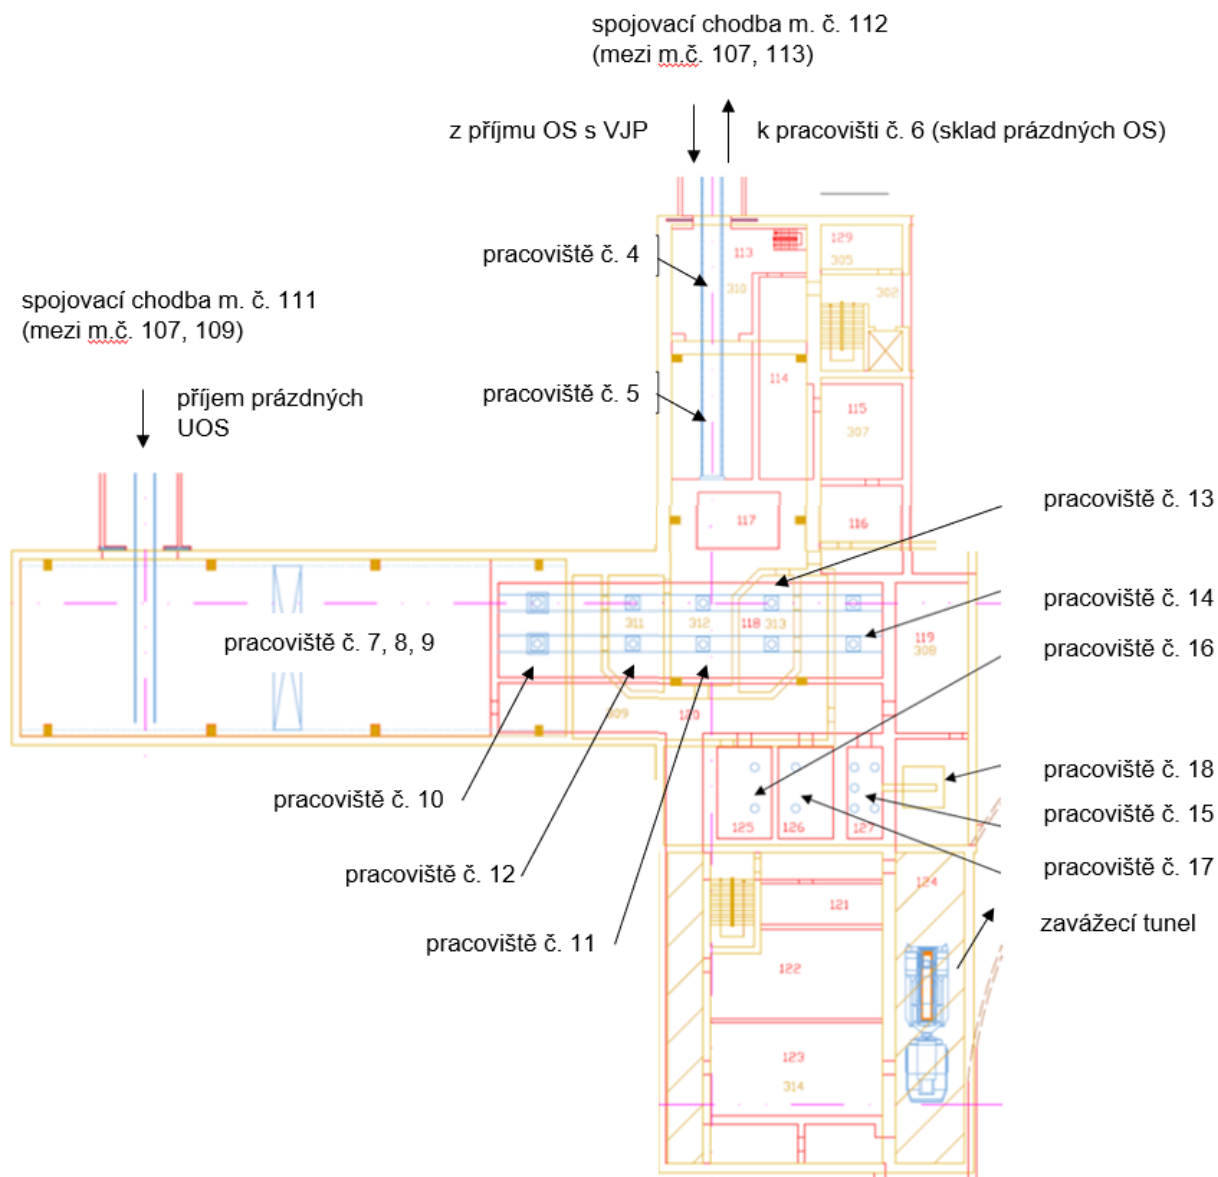 spojovací chodba m. č. 112
(mezi m.č. 107, 113)
z příjmu OS s VJP
k pracovišti č. 6 (sklad prázdných OS)
pracoviště č. 4
113
129
305
310
302
spojovací chodba m. č. 111
(mezi m.č. 107, 109)
příjem prázdných
UOS
pracoviště č. 5
114
115
307
pracoviště č. 13
117
116
pracoviště č. 14
311
312
118
313
119
308
pracoviště č. 7, 8, 9
pracoviště č. 16
309
120
pracoviště č. 18
pracoviště č. 10
pracoviště č. 15
125
126
127
pracoviště č. 12
pracoviště č. 17
124
121
pracoviště č. 11
zavážecí tunel
122
123
314